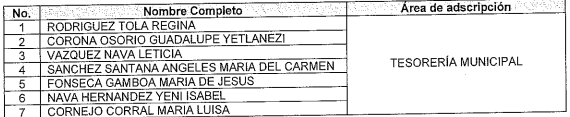 No. Nombre Completo Área de adscripción
1 RODRIGUEZ TOLA REGINA
2 CORONA OSORIO GUADALUPE YETLANEZI
3 VAZQUEZ NAVA LETICIA
4 SANCHEZ SANTANA ANGELES MARIA DEL CARMEN
TESORERÍA MUNICIPAL
5 FONSECA GAMBOA MARIA DE JESUS
6 NAVA HERNANDEZ YENI ISABEL
7 CORNEJO CORRAL MARIA LUISA